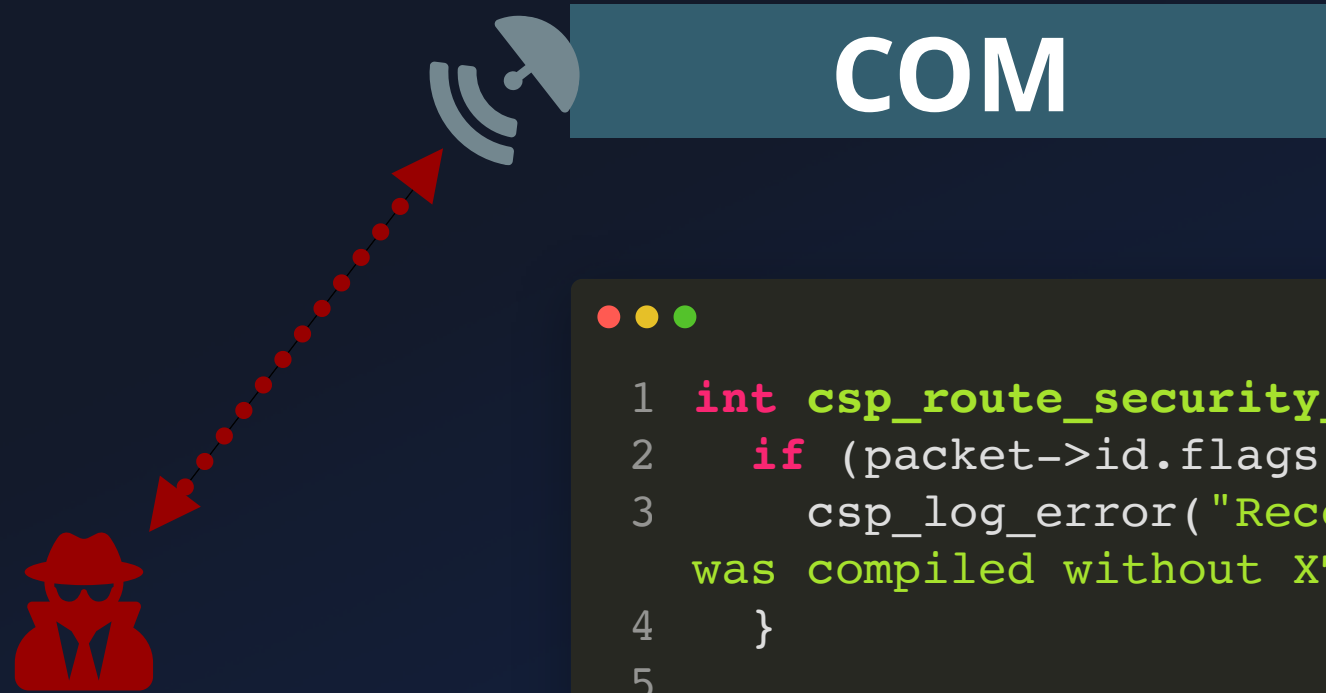 COM
1 int csp_route_security_
2 if (packet->id.flags
3 csp_log_error("Rec
was compiled without X
4 }
5